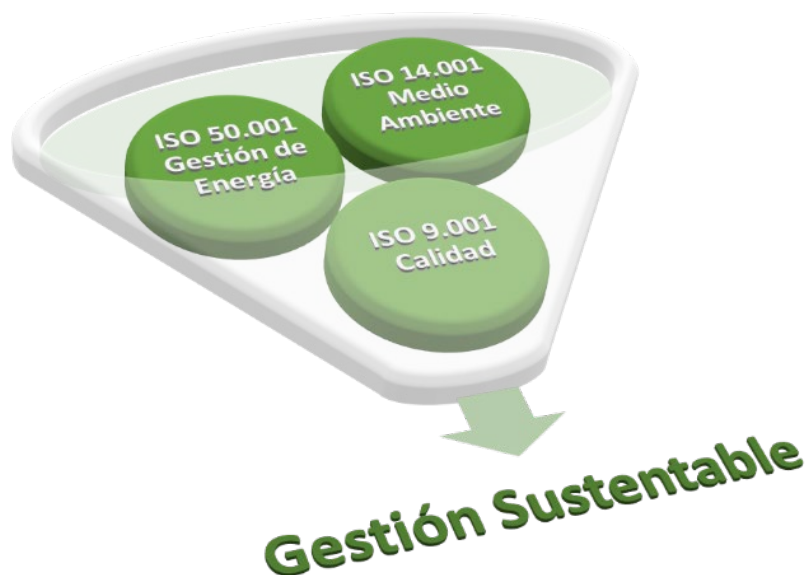 ISO 14.001
Medio
Ambiente
ISO 50.001
Gestión de
Energía
ISO 9.001
Calidad
Gestión Sustentable